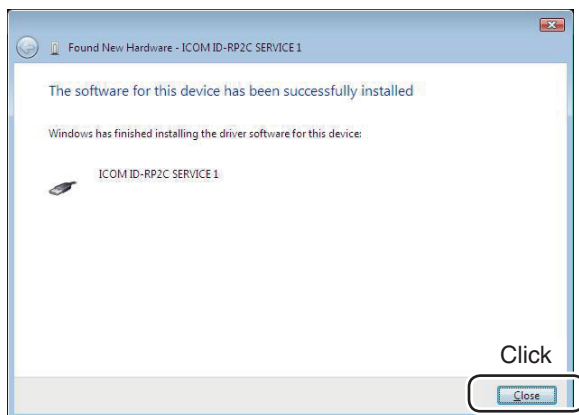 Found New Hardware - ICOM ID-RP2C SERVICE 1
The software for this device has been successfully installed
Windows has finished installing the driver software for this device:
ICOM ID-RP2C SERVICE 1
Click
Close